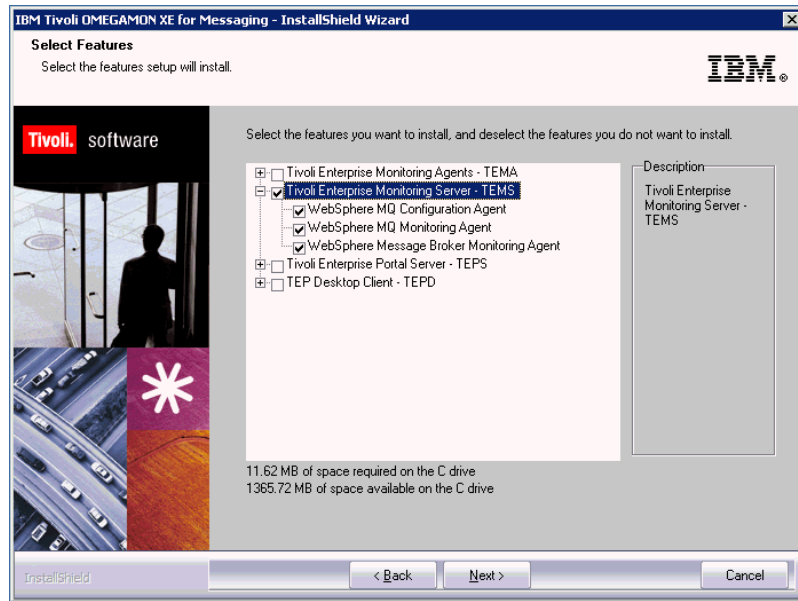 IBM Tivoli OMEGAMON XE for Messaging - InstallShield Wizard
Select Features
Select the features setup will install.
IBM®
Tivoli. software
Select the features you want to install, and deselect the features you do not want to install.
Tivoli Enterprise Monitoring Agents - TEMA
Tivoli Enterprise Monitoring Server - TEMS
WebSphere MQ Configuration Agent
WebSphere MQ Monitoring Agent
WebSphere Message Broker Monitoring Agent
Tivoli Enterprise Portal Server - TEPS
TEP Desktop Client - TEPD
Description
Tivoli Enterprise
Monitoring Server -
TEMS
11.62 MB of space required on the C drive
1365.72 MB of space available on the C drive
InstallShield
< Back
Next >
Cancel